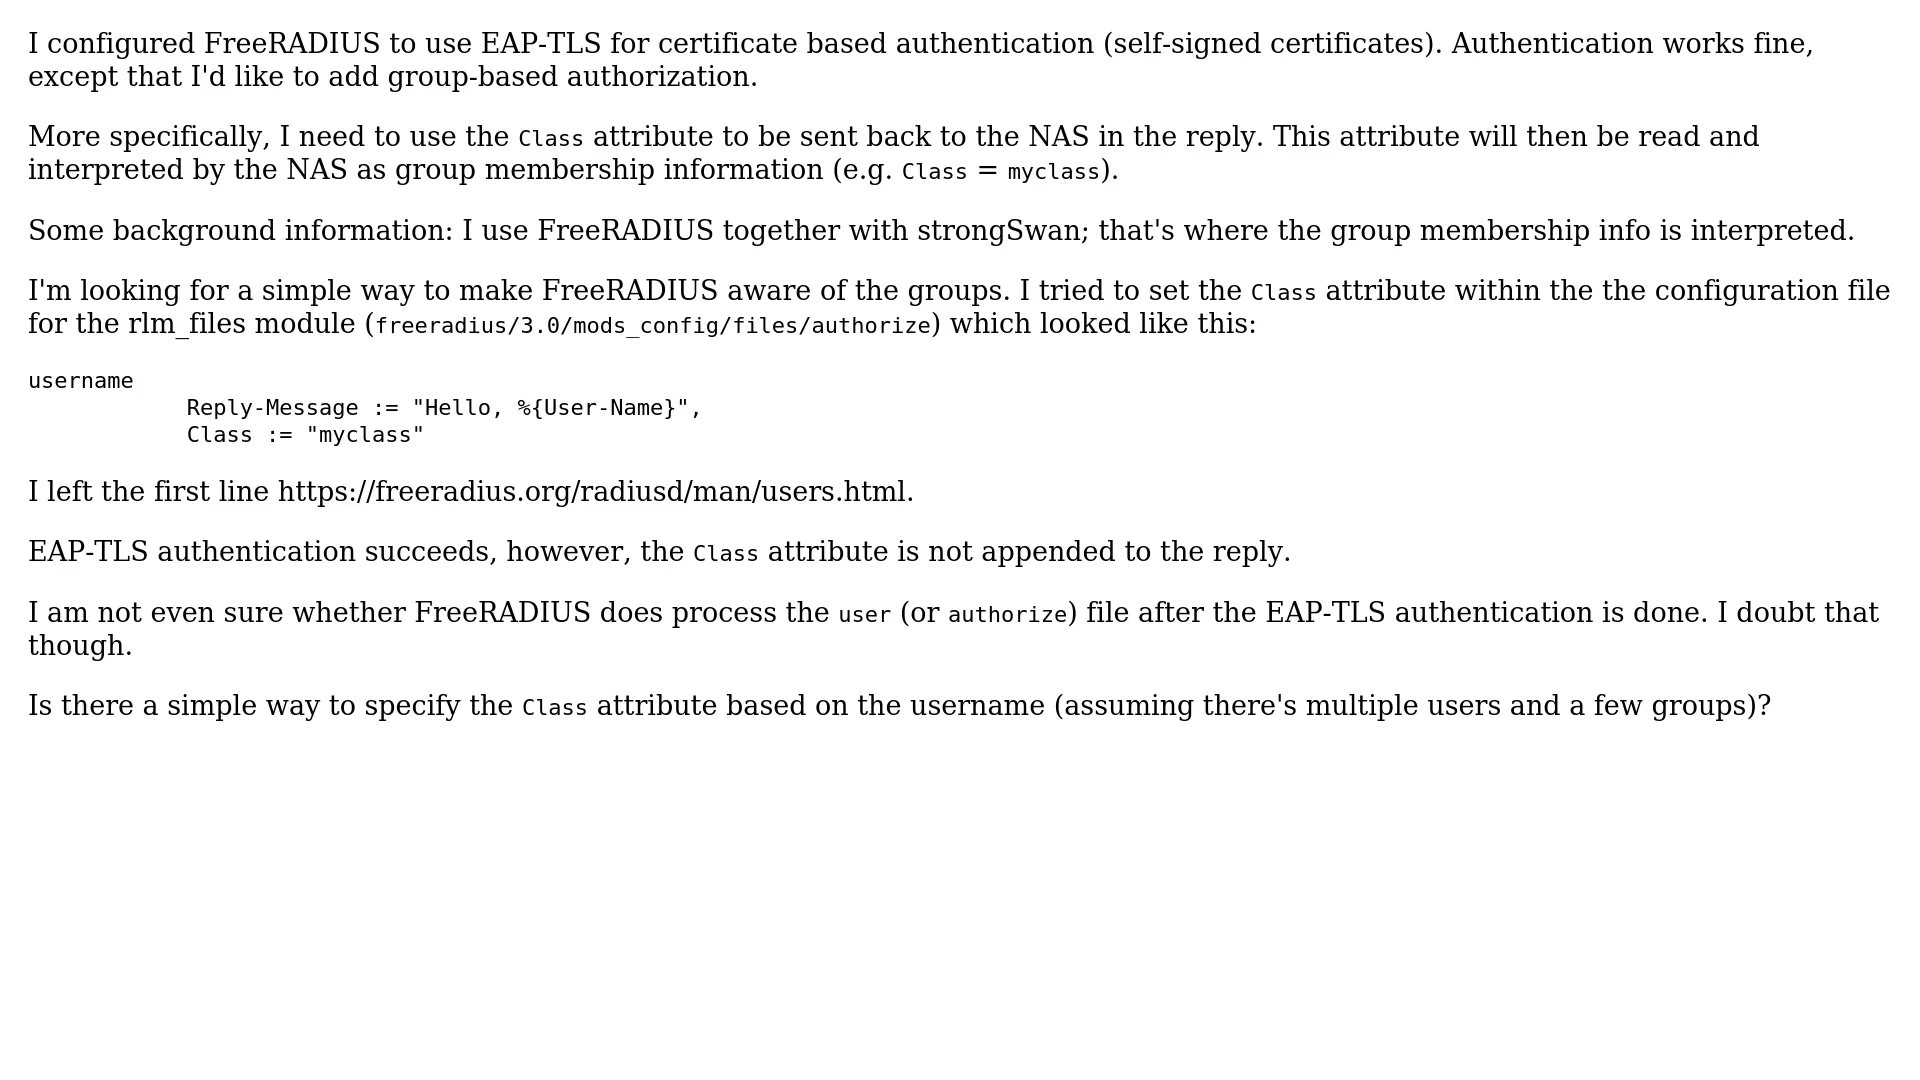 I configured FreeRADIUS to use EAP-TLS for certificate based authentication (self-signed certificates). Authentication works fine,
except that I'd like to add group-based authorization.
More specifically, I need to use the Class attribute to be sent back to the NAS in the reply. This attribute will then be read and
interpreted by the NAS as group membership information (e.g. Class = myclass).
Some background information: I use FreeRADIUS together with strongSwan; that's where the group membership info is interpreted.
I'm looking for a simple way to make FreeRADIUS aware of the groups. I tried to set the Class attribute within the the configuration file
for the rlm_files module (freeradius/3.0/mods_config/files/authorize) which looked like this:
username
Reply-Message := "Hello, %{User-Name}",
Class := "myclass"
I left the first line https://freeradius.org/radiusd/man/users.html.
EAP-TLS authentication succeeds, however, the Class attribute is not appended to the reply.
I am not even sure whether FreeRADIUS does process the user (or authorize) file after the EAP-TLS authentication is done. I doubt that
though.
Is there a simple way to specify the Class attribute based on the username (assuming there's multiple users and a few groups)?